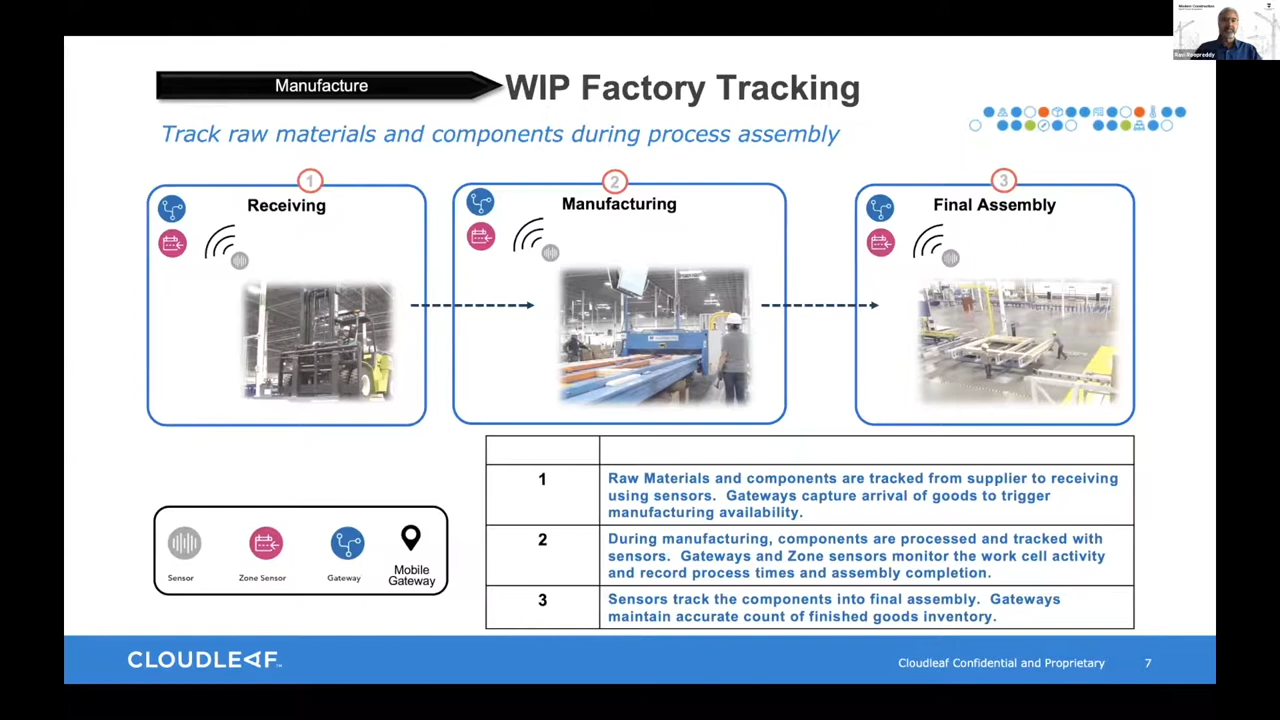 Modern Construction
Ravi Roopreddy
Manufacture
WIP Factory Tracking
Track raw materials and components during process assembly
1
2
3
Receiving
Manufacturing
Final Assembly
1
Raw Materials and components are tracked from supplier to receiving
using sensors. Gateways capture arrival of goods to trigger
manufacturing availability.
2
During manufacturing, components are processed and tracked with
sensors. Gateways and Zone sensors monitor the work cell activity
and record process times and assembly completion.
3
Sensors track the components into final assembly. Gateways
maintain accurate count of finished goods inventory.
Sensor
Zone Sensor
Gateway
Mobile
Gateway
CLOUDLEAF
Cloudleaf Confidential and Proprietary
7